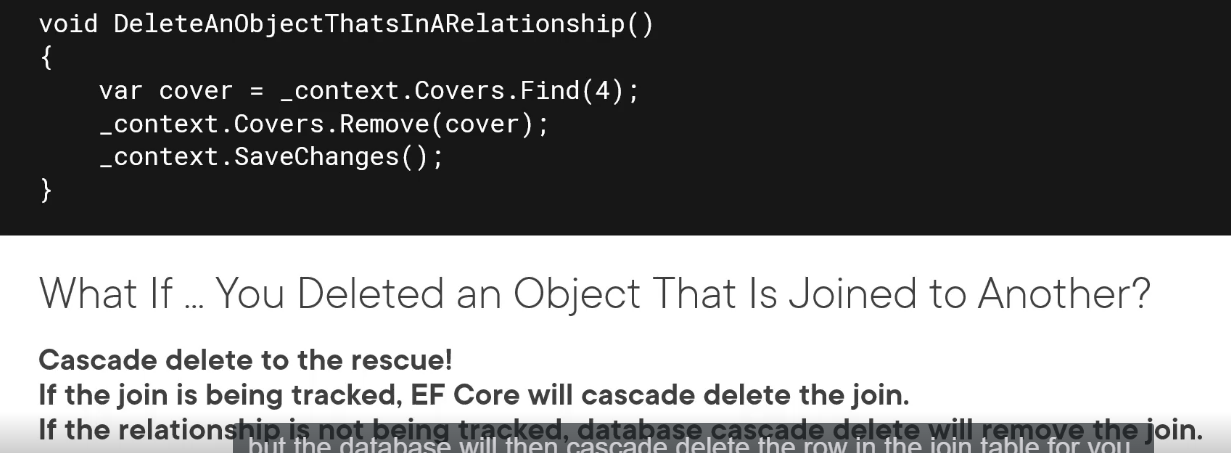 void DeleteAnObjectThatsInARelationship()
{
    var cover = _context.Covers.Find(4);
    _context.Covers.Remove(cover);
    _context.SaveChanges();
}
What If ... You Deleted an Object That Is Joined to Another?
Cascade delete to the rescue!
If the join is being tracked, EF Core will cascade delete the join.
If the relationship is not being tracked, database cascade delete will remove the join.
but the database will then cascade delete the row in the join table for you